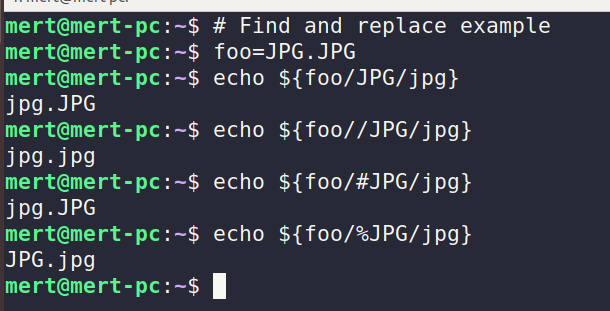 mert@mert-pc:~$ # Find and replace example
mert@mert-pc:~$ foo=JPG.JPG
mert@mert-pc:~$ echo ${foo/JPG/jpg}
jpg.JPG
mert@mert-pc:~$ echo ${foo//JPG/jpg}
jpg.jpg
mert@mert-pc:~$ echo ${foo/#JPG/jpg}
jpg.JPG
mert@mert-pc:~$ echo ${foo/%JPG/jpg}
JPG.jpg
mert@mert-pc:~$